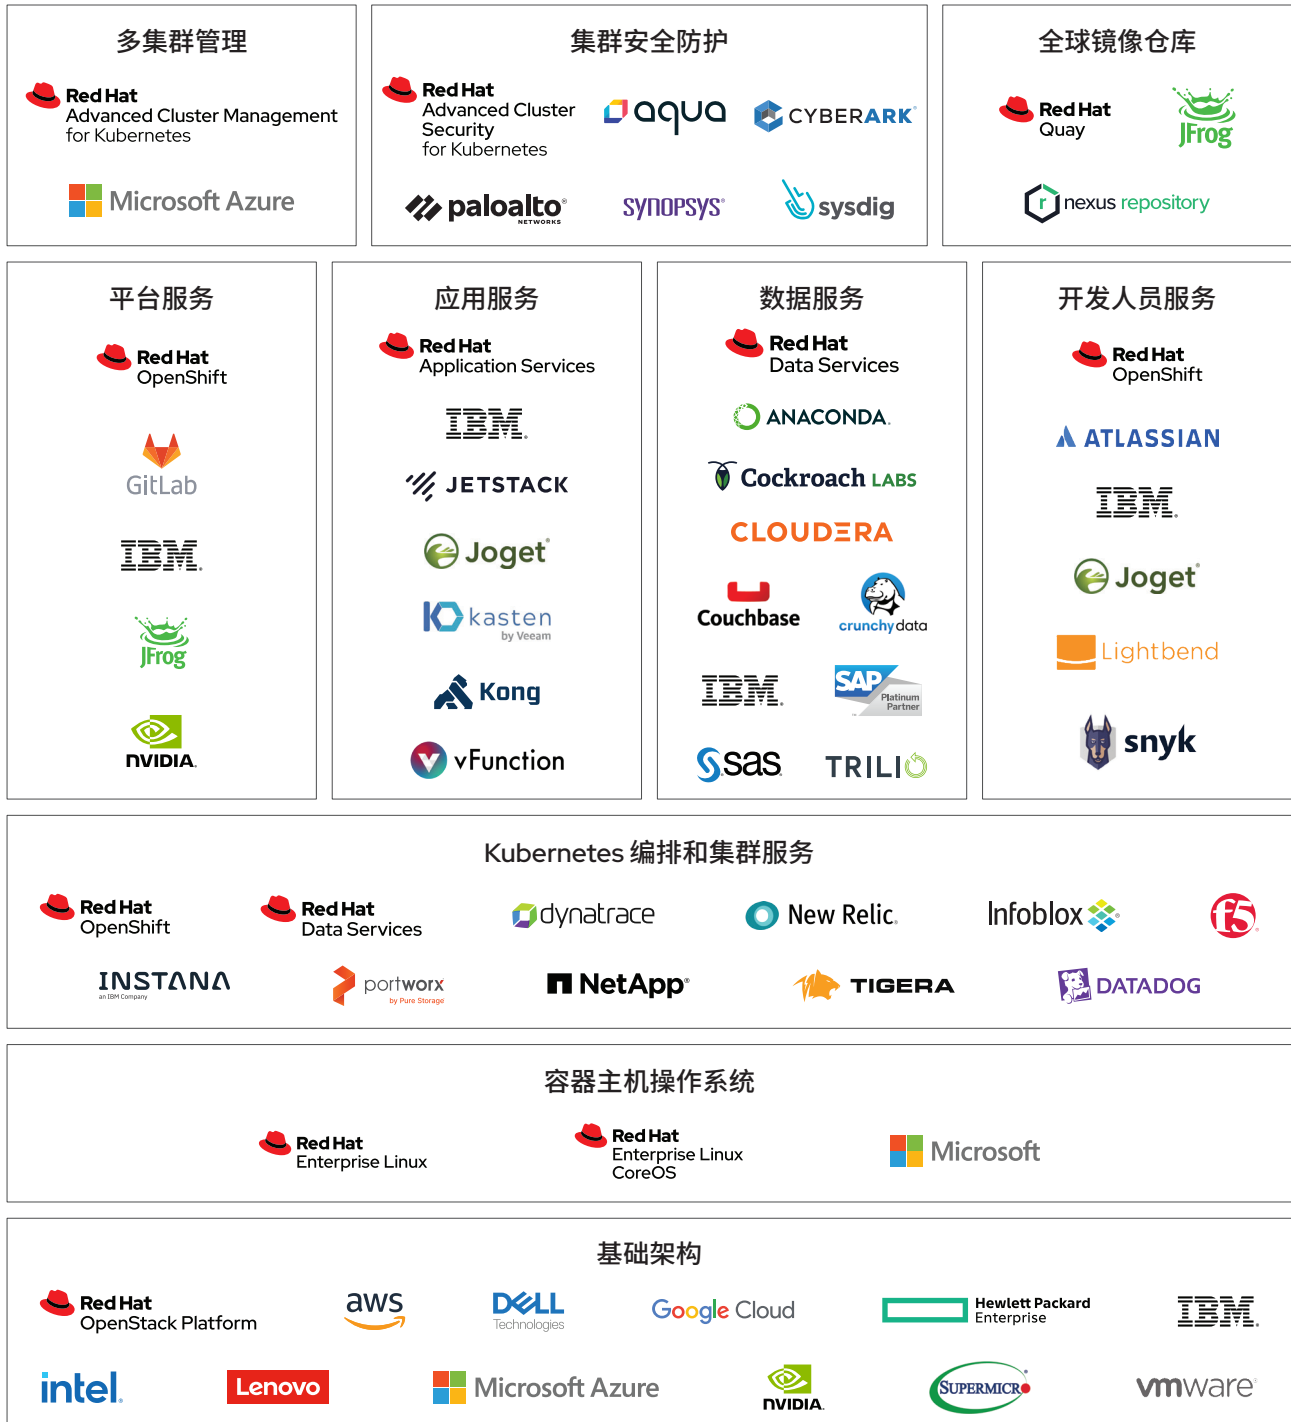 多集群管理
Red Hat
Advanced Cluster Management
for Kubernetes
Microsoft Azure
集群安全防护
Red Hat
Advanced Cluster
Security
for Kubernetes
aqua
CYBERARK®
paloalto®
NETWORKS
SYNOPSYS®
sysdig
全球镜像仓库
Red Hat
Quay
JFrog
nexus repository
平台服务
Red Hat
OpenShift
GitLab
IBM®
JFrog
NVIDIA.
应用服务
Red Hat
Application Services
IBM®
JETSTACK
Joget®
kasten
by Veeam
Kong
vFunction
数据服务
Red Hat
Data Services
ANACONDA.
Cockroach LABS
CLOUDERA
Couchbase
crunchydata
IBM®
SAP
Platinum
Partner
sas
TRILIO
开发人员服务
Red Hat
OpenShift
ATLASSIAN
IBM®
Joget®
Lightbend
snyk
Kubernetes 编排和集群服务
Red Hat
OpenShift
Red Hat
Data Services
dynatrace
New Relic®
Infoblox
f5
INSTANA
an IBM Company
portworx
by Pure Storage
NetApp®
TIGERA
DATADOG
容器主机操作系统
Red Hat
Enterprise Linux
Red Hat
Enterprise Linux
CoreOS
Microsoft
基础架构
Red Hat
OpenStack Platform
aws
DELL
Technologies
Google Cloud
Hewlett Packard
Enterprise
IBM®
intel®
Lenovo
Microsoft Azure
NVIDIA.
SUPERMICRO
vmware®